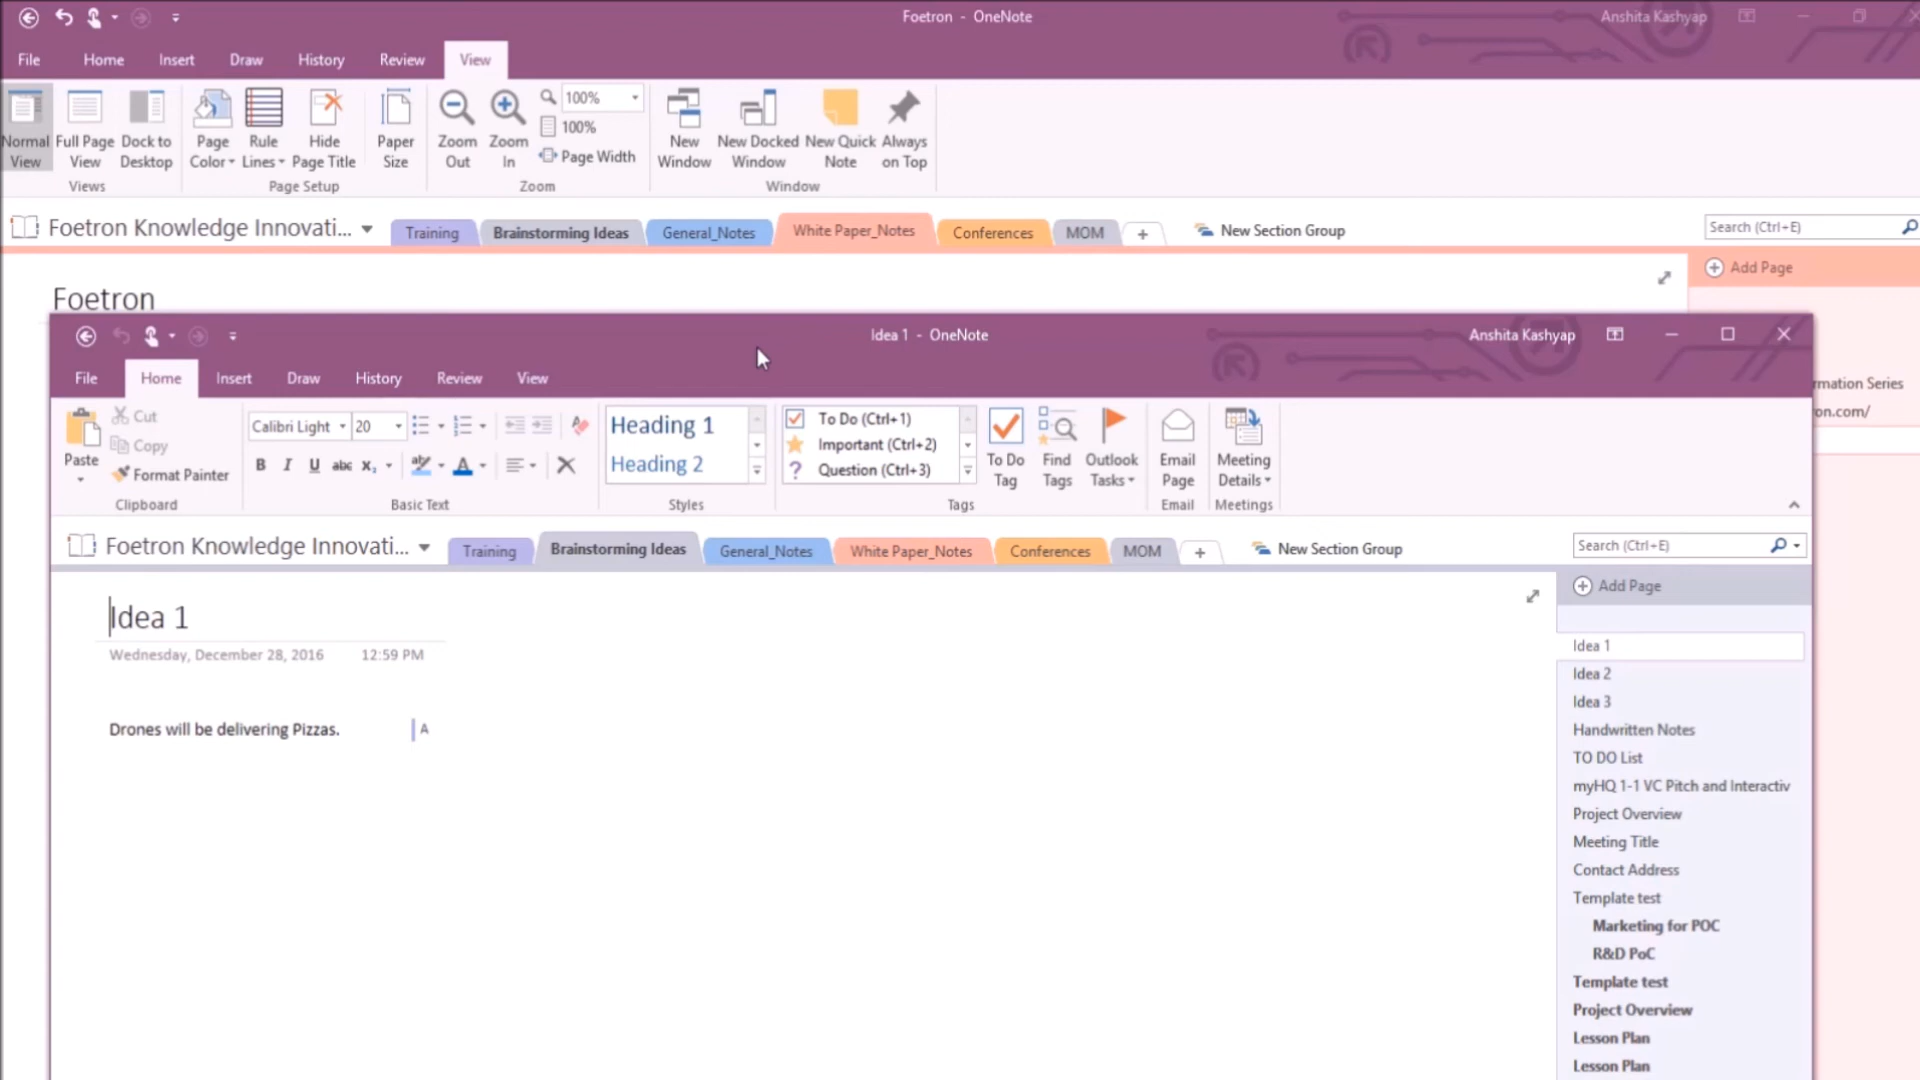 Foetron - OneNote
Anshita Kashyap
File Home Insert Draw History Review View
Normal View
Full Page View
Dock to Desktop
Views
Page Color
Rule Lines
Hide Page Title
Paper Size
Page Setup
Zoom Out
Zoom In
100%
100%
Page Width
Zoom
New Window
New Docked Window
New Quick Note
Always on Top
Window
Foetron Knowledge Innovati... Training Brainstorming Ideas General_Notes White Paper_Notes Conferences MOM + New Section Group Search (Ctrl+E)
Add Page
Foetron
rmation Series
on.com/
Idea 1 - OneNote
Anshita Kashyap
File Home Insert Draw History Review View
Paste
Cut
Copy
Format Painter
Clipboard
Calibri Light 20
B I U abc x₂ aby A
Basic Text
Heading 1
Heading 2
Styles
To Do (Ctrl+1)
Important (Ctrl+2)
? Question (Ctrl+3)
To Do Tag
Find Tags
Tags
Outlook Tasks
Email Page
Email
Meeting Details
Meetings
Foetron Knowledge Innovati... Training Brainstorming Ideas General_Notes White Paper_Notes Conferences MOM + New Section Group Search (Ctrl+E)
Add Page
Idea 1
Wednesday, December 28, 2016 12:59 PM
Drones will be delivering Pizzas. A
Idea 1
Idea 2
Idea 3
Handwritten Notes
TO DO List
myHQ 1-1 VC Pitch and Interactiv
Project Overview
Meeting Title
Contact Address
Template test
Marketing for POC
R&D PoC
Template test
Project Overview
Lesson Plan
Lesson Plan